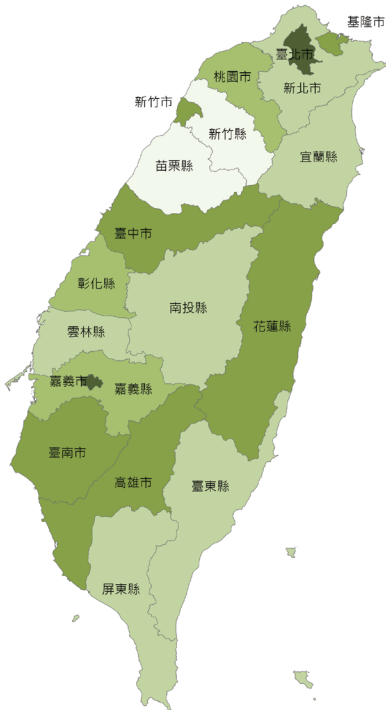 基隆市
臺北市
桃園市
新北市
新竹市
新竹縣
宜蘭縣
苗栗縣
臺中市
彰化縣
南投縣
雲林縣
花蓮縣
嘉義市
嘉義縣
臺南市
高雄市
臺東縣
屏東縣